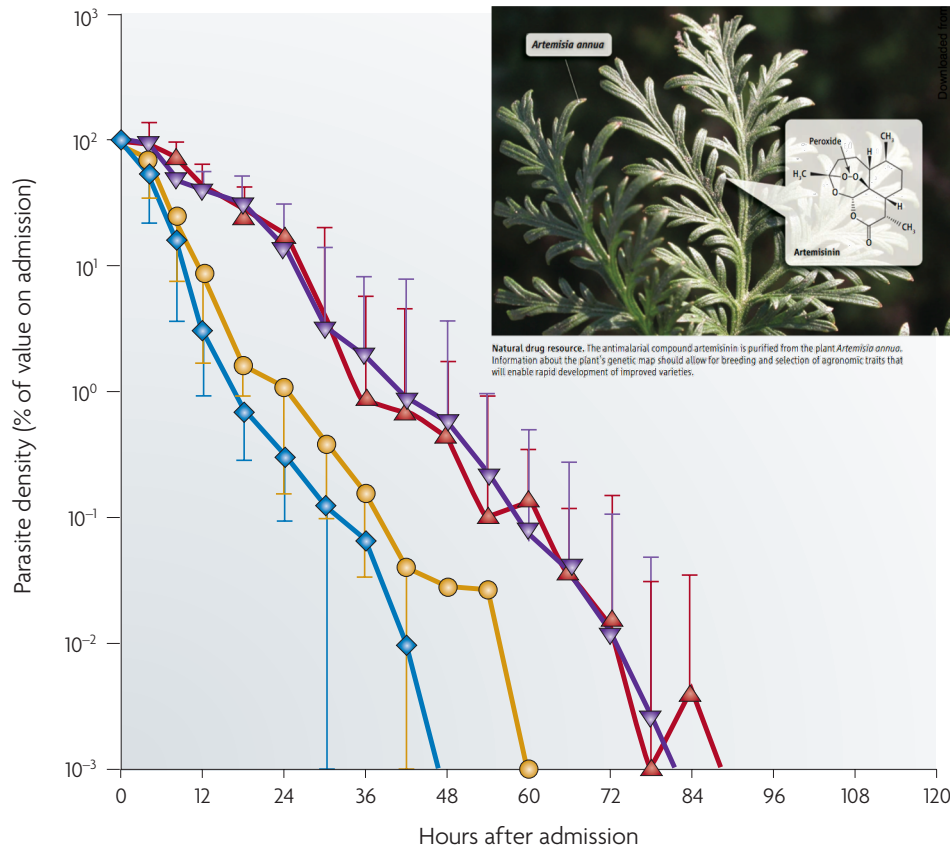 10³
10²
10¹
10⁰
10⁻¹
10⁻²
10⁻³
Parasite density (% of value on admission)
0 12 24 36 48 60 72 84 96 108 120
Hours after admission
Artemisia annua
Peroxide
H
CH₃
H₃C
O
O
O
H
O
CH₃
O
Artemisinin
Downloaded from
Natural drug resource. The antimalarial compound artemisinin is purified from the plant Artemisia annua.
Information about the plant's genetic map should allow for breeding and selection of agronomic traits that
will enable rapid development of improved varieties.